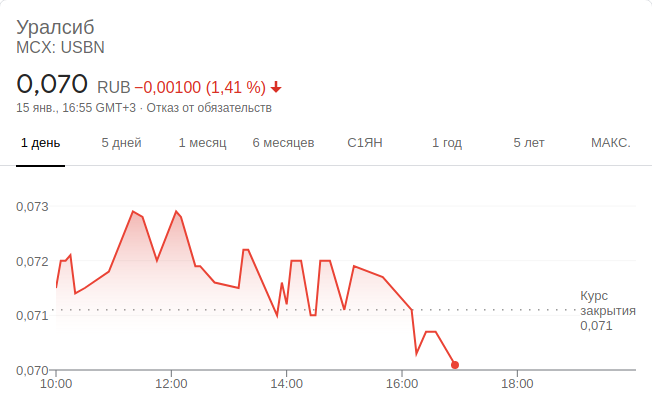 Уралсиб
MCX: USBN
0,070 RUB −0,00100 (1,41 %)
15 янв., 16:55 GMT+3 · Отказ от обязательств
1 день 5 дней 1 месяц 6 месяцев С1ЯН 1 год 5 лет МАКС.
0,073
0,072
Курс
закрытия
0,071
0,071
0,070
10:00 12:00 14:00 16:00 18:00